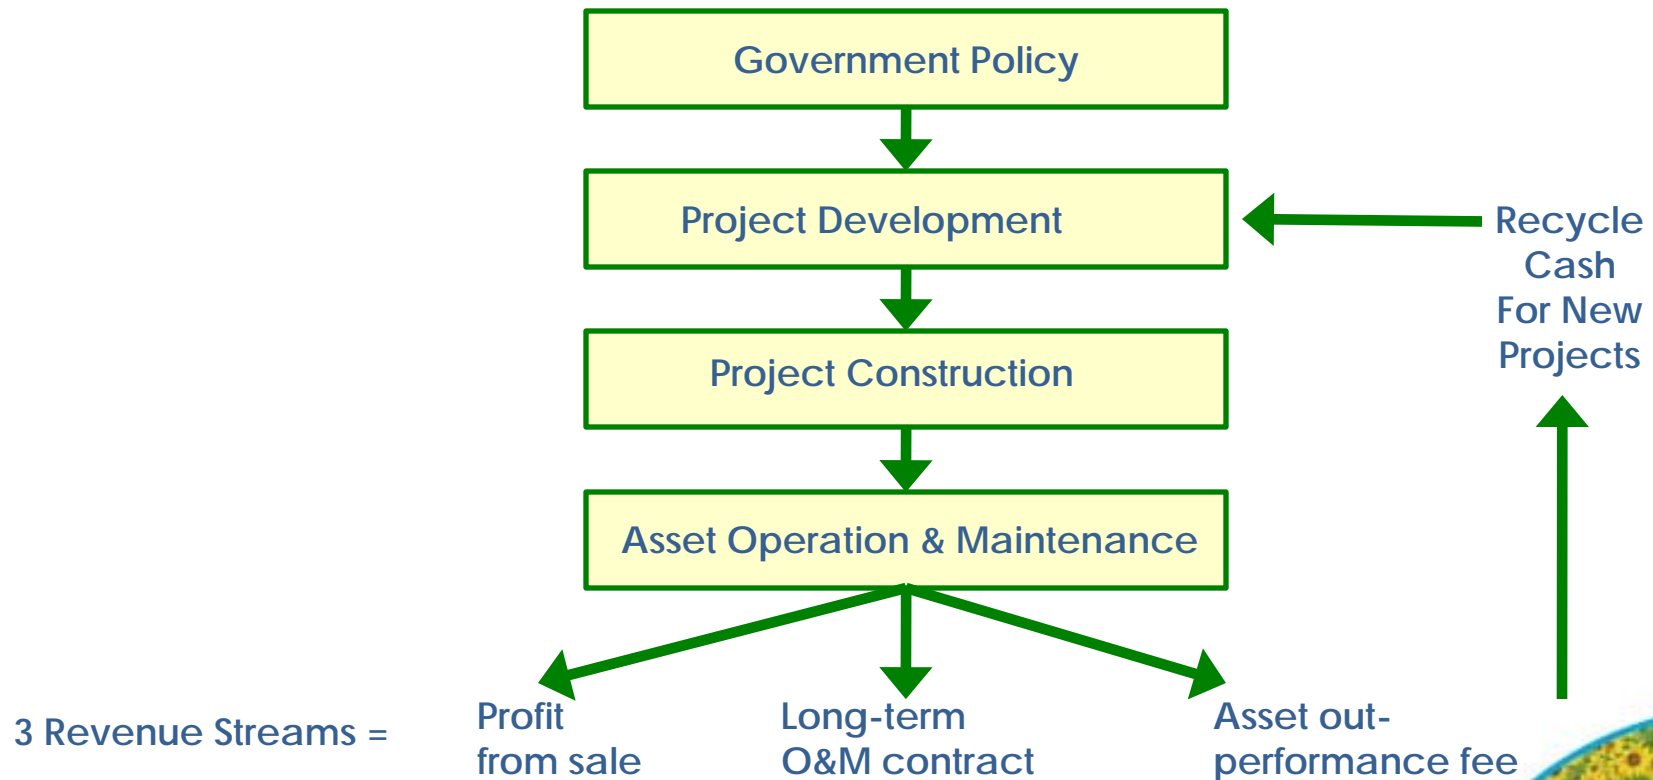 Government Policy
Project Development
Recycle
Cash
For New
Projects
Project Construction
Asset Operation & Maintenance
3 Revenue Streams =
Profit
from sale
Long-term
O&M contract
Asset out-
performance fee